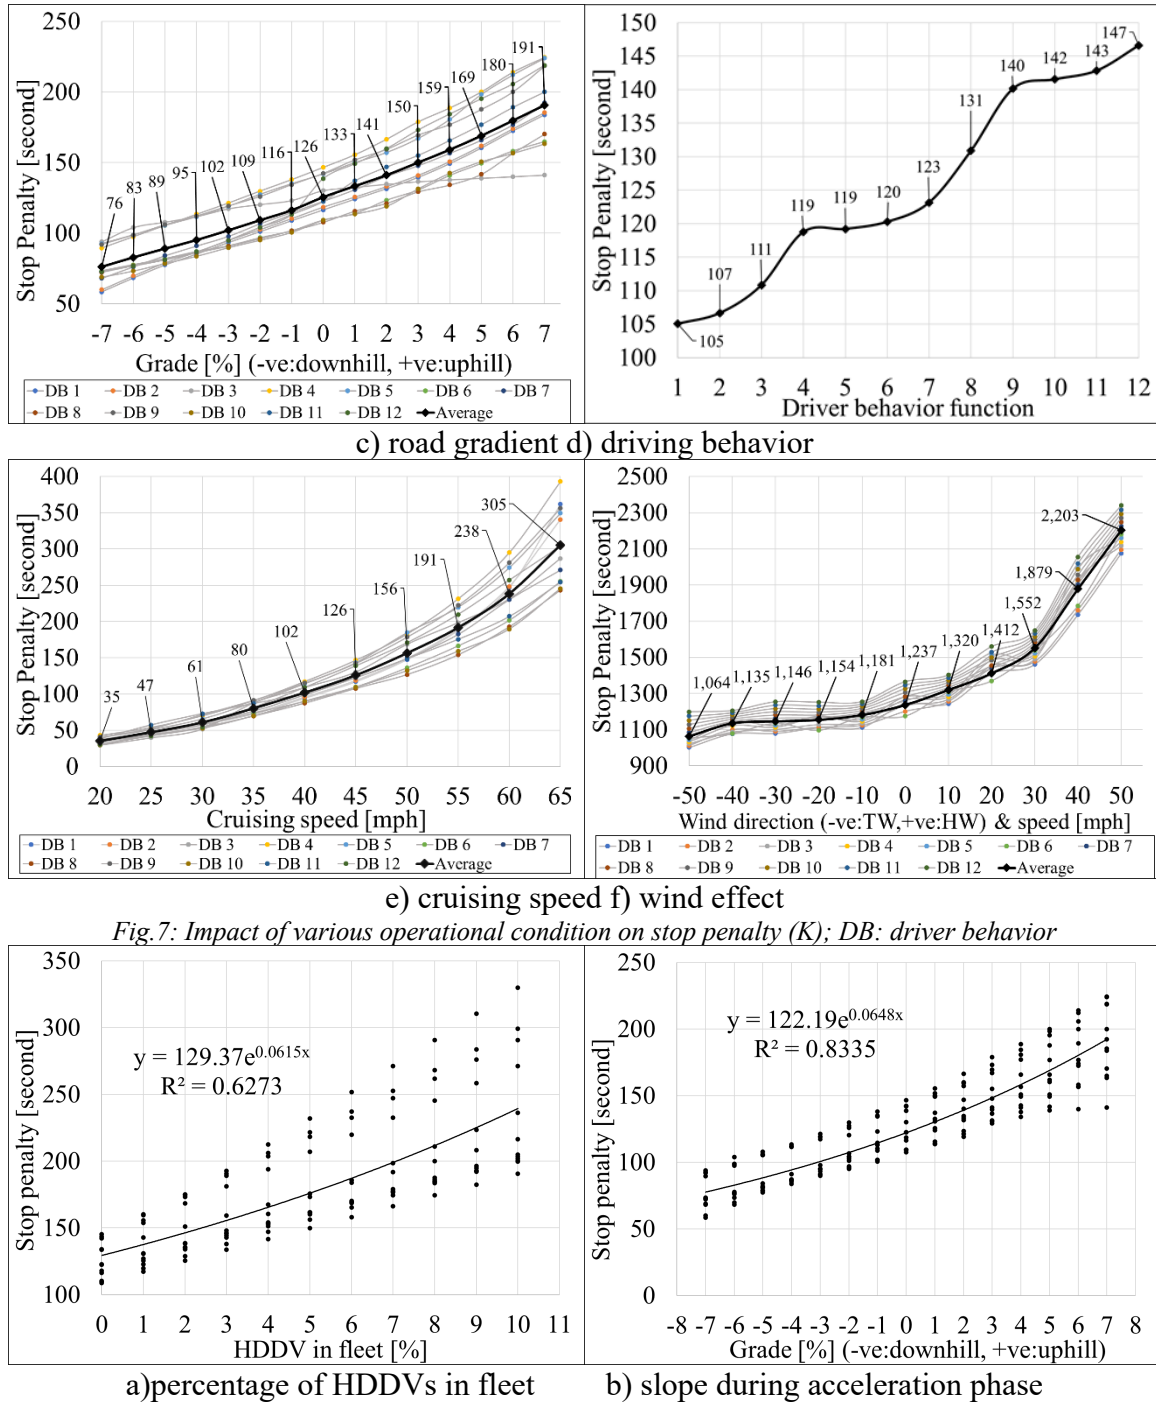 250
200
150
100
50
Stop Penalty [second]
76
83
89
95
102
109
116
126
133
141
150
159
169
180
191
-7 -6 -5 -4 -3 -2 -1 0 1 2 3 4 5 6 7
Grade [%] (-ve:downhill, +ve:uphill)
DB 1 DB 2 DB 3 DB 4 DB 5 DB 6 DB 7
DB 8 DB 9 DB 10 DB 11 DB 12 Average
150
145
140
135
130
125
120
115
110
105
100
Stop Penalty [second]
105
107
111
119
119
120
123
131
140
142
143
147
1 2 3 4 5 6 7 8 9 10 11 12
Driver behavior function
c) road gradient d) driving behavior
400
350
300
250
200
150
100
50
0
Stop Penalty [second]
35
47
61
80
102
126
156
191
238
305
20 25 30 35 40 45 50 55 60 65
Cruising speed [mph]
DB 1 DB 2 DB 3 DB 4 DB 5 DB 6 DB 7
DB 8 DB 9 DB 10 DB 11 DB 12 Average
2500
2300
2100
1900
1700
1500
1300
1100
900
Stop Penalty [second]
1,064
1,135
1,146
1,154
1,181
1,237
1,320
1,412
1,552
1,879
2,203
-50 -40 -30 -20 -10 0 10 20 30 40 50
Wind direction (-ve:TW,+ve:HW) & speed [mph]
DB 1 DB 2 DB 3 DB 4 DB 5 DB 6 DB 7
DB 8 DB 9 DB 10 DB 11 DB 12 Average
e) cruising speed f) wind effect
Fig.7: Impact of various operational condition on stop penalty (K); DB: driver behavior
350
300
250
200
150
100
Stop penalty [second]
y = 129.37e^0.0615x
R² = 0.6273
0 1 2 3 4 5 6 7 8 9 10 11
HDDV in fleet [%]
250
200
150
100
50
0
Stop penalty [second]
y = 122.19e^0.0648x
R² = 0.8335
-8 -7 -6 -5 -4 -3 -2 -1 0 1 2 3 4 5 6 7 8
Grade [%] (-ve:downhill, +ve:uphill)
a)percentage of HDDVs in fleet b) slope during acceleration phase